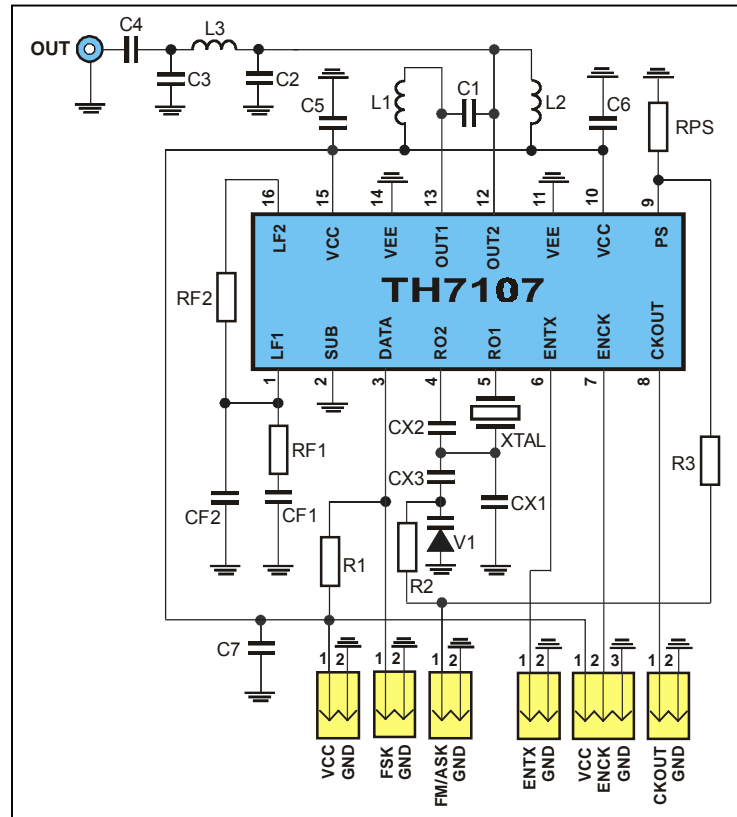 C4
L3
OUT
C3
C2
L1
C1
L2
C5
C6
RPS
16
15
14
13
12
11
10
9
LF2
VCC
VEE
OUT1
OUT2
VEE
VCC
PS
TH7107
RF2
LF1
SUB
DATA
RO2
RO1
ENTX
ENCK
CKOUT
1
2
3
4
5
6
7
8
CX2
XTAL
RF1
CX3
R3
CF2
CF1
CX1
V1
R1
R2
C7
1 2
1 2
1 2
1 2
1 2 3
1 2
VCC
GND
FSK
GND
FM/ASK
GND
ENTX
GND
VCC
ENCK
GND
CKOUT
GND